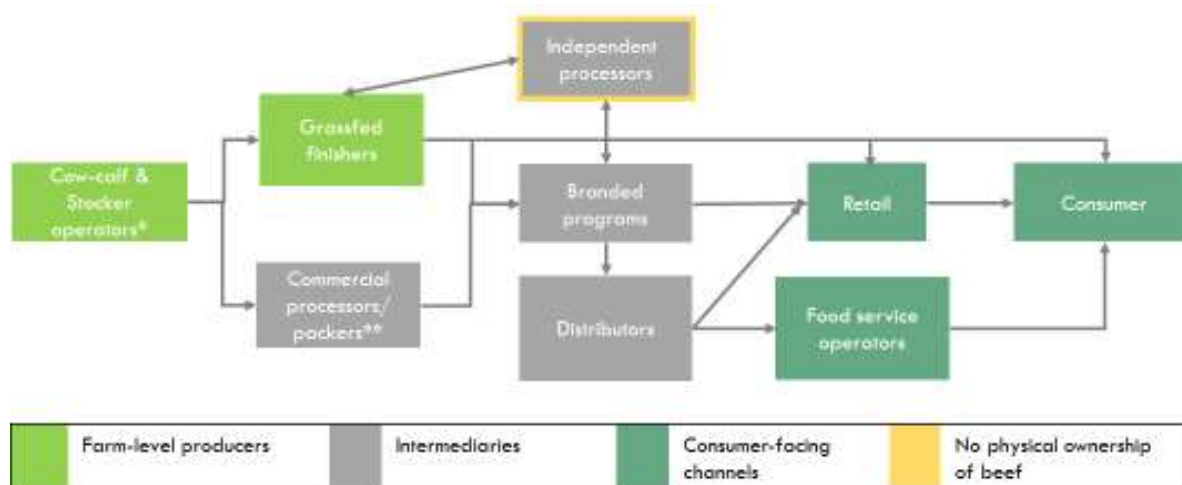 Independent
processors
Grassfed
finishers
Cow-calf &
Stocker
operators*
Branded
programs
Retail
Consumer
Commercial
processors/
packers**
Distributors
Food service
operators
Farm-level producers
Intermediaries
Consumer-facing
channels
No physical ownership
of beef